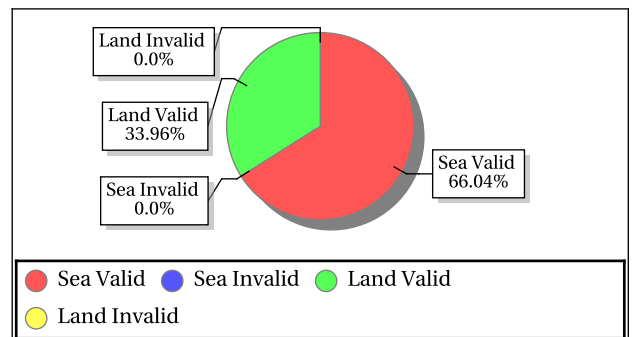 Land Invalid
0.0%
Land Valid
33.96%
Sea Invalid
0.0%
Sea Valid
66.04%
Sea Valid Sea Invalid Land Valid
Land Invalid